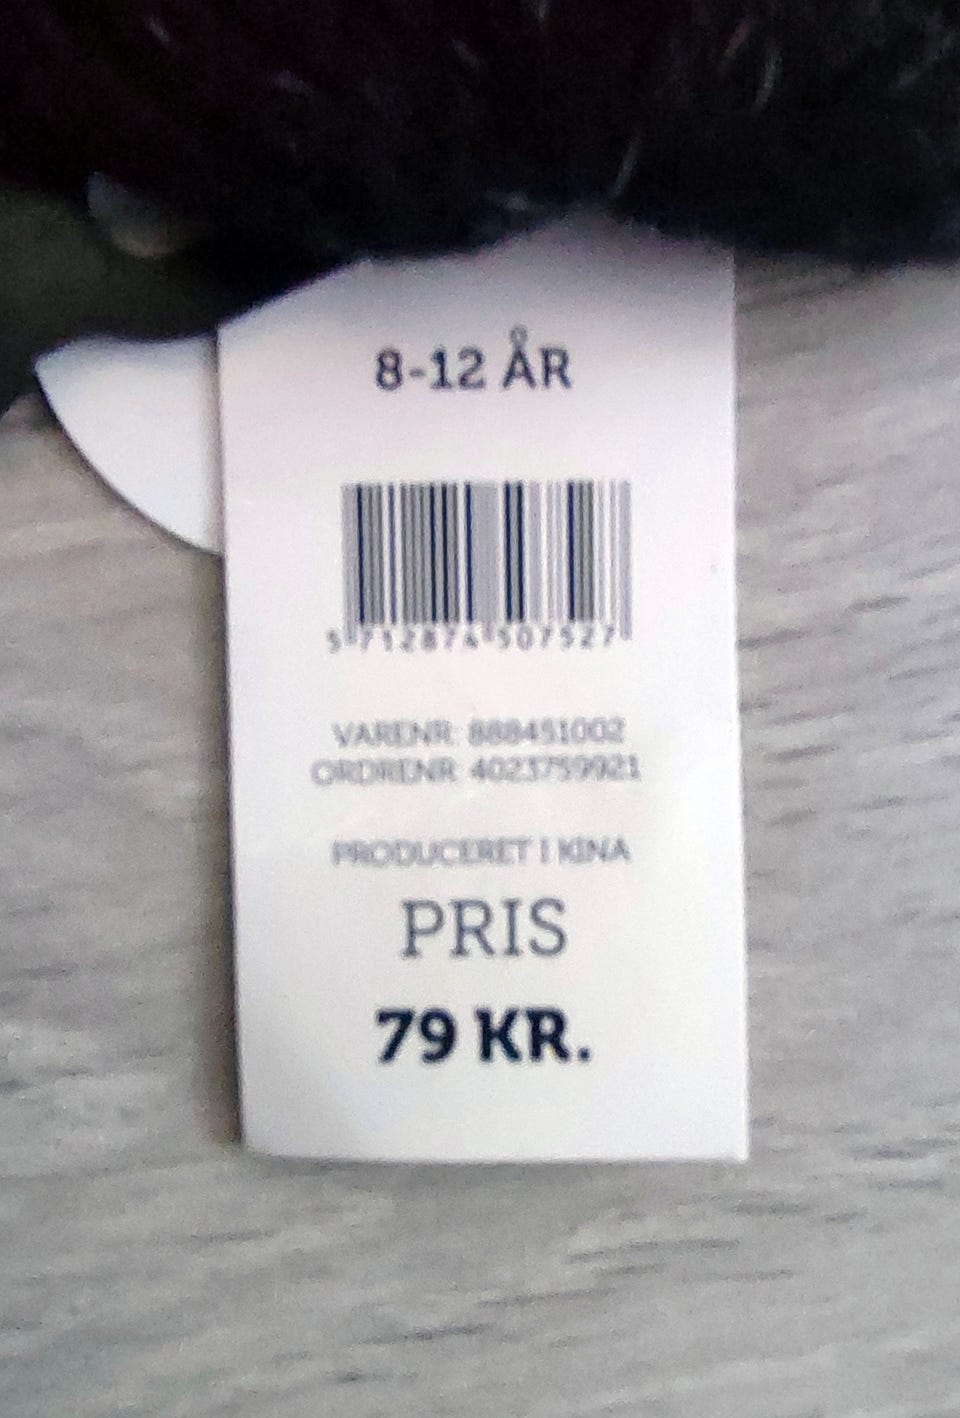 8-12 ÅR
5 712874 507527
VARENR: 888451002
ORDRENR: 4023759921
PRODUCERET I KINA
PRIS
79 KR.